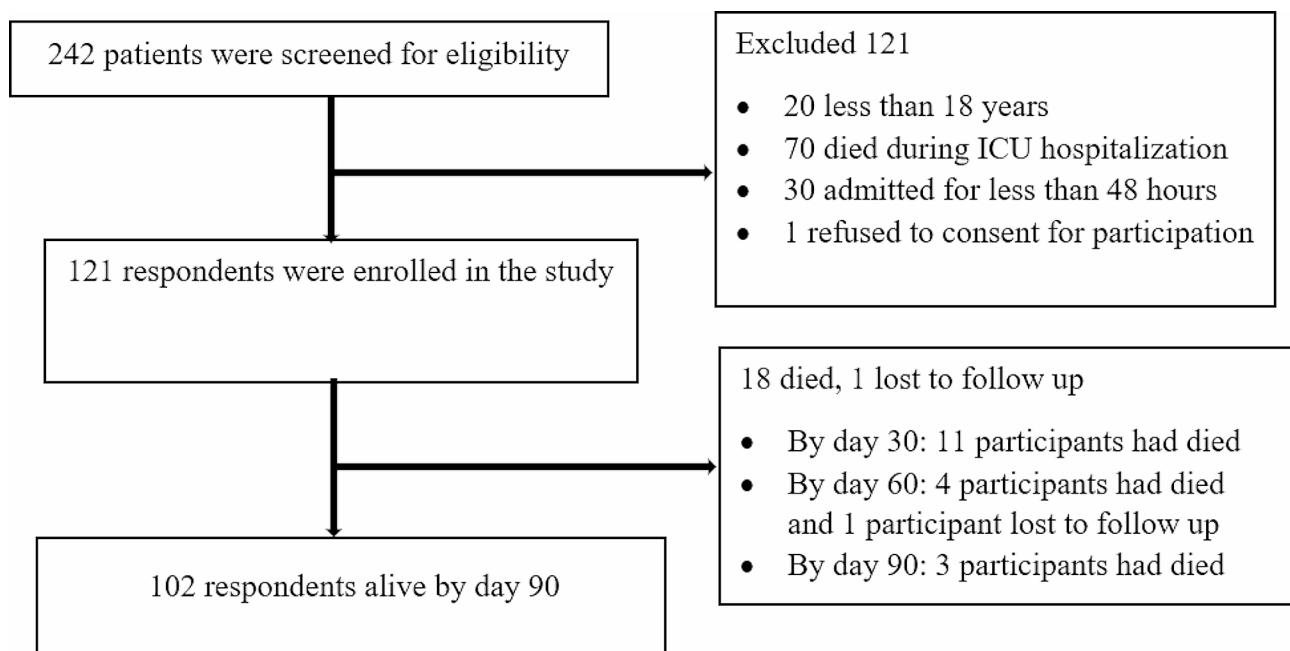 242 patients were screened for eligibility
Excluded 121
• 20 less than 18 years
• 70 died during ICU hospitalization
• 30 admitted for less than 48 hours
• 1 refused to consent for participation
121 respondents were enrolled in the study
18 died, 1 lost to follow up
• By day 30: 11 participants had died
• By day 60: 4 participants had died
and 1 participant lost to follow up
• By day 90: 3 participants had died
102 respondents alive by day 90